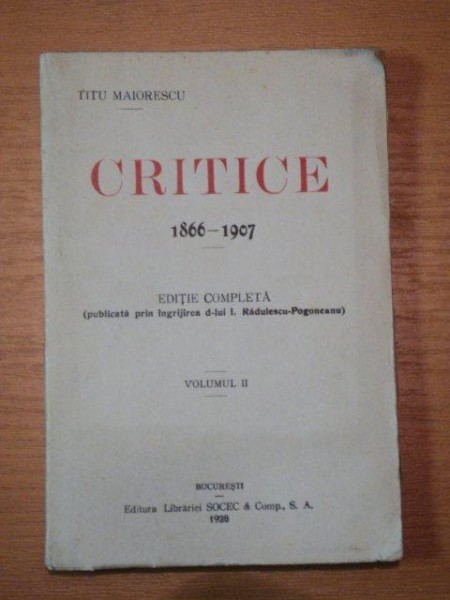 TITU MAIORESCU
CRITICE
1866—1907
EDIȚIE COMPLETĂ
(publicată prin îngrijirea d-lui I. Rădulescu-Pogoneanu)
VOLUMUL II
BUCUREȘTI
Editura Librăriei SOCEC & Comp., S. A.
1928